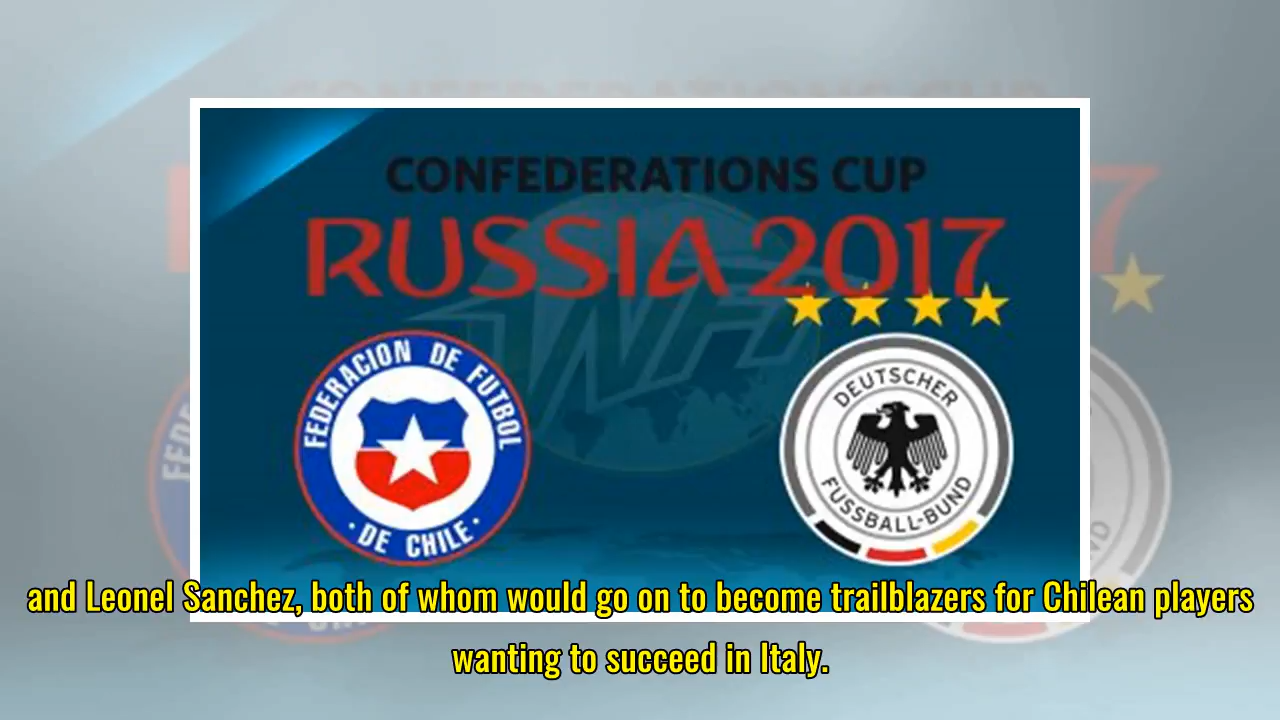 CONFEDERATIONS CUP
RUSSIA 2017
FEDERACION DE FUTBOL
· DE CHILE ·
DEUTSCHER
FUSSBALL-BUND
and Leonel Sanchez, both of whom would go on to become trailblazers for Chilean players
wanting to succeed in Italy.